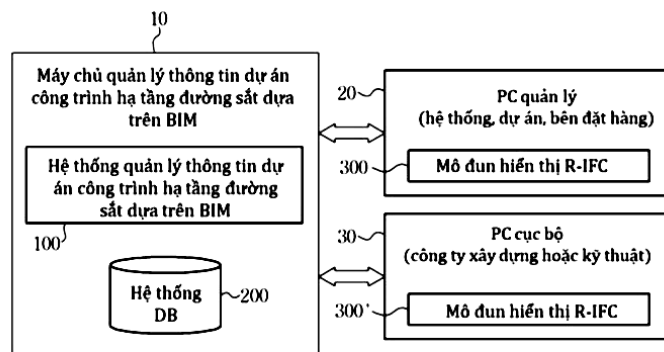 10
Máy chủ quản lý thông tin dự án
công trình hạ tầng đường sắt dựa
trên BIM
Hệ thống quản lý thông tin dự
án công trình hạ tầng đường
sắt dựa trên BIM
100
Hệ thống
DB
200
20
PC quản lý
(hệ thống, dự án, bên đặt hàng)
300
Mô đun hiển thị R-IFC
30
PC cục bộ
(công ty xây dựng hoặc kỹ thuật)
300'
Mô đun hiển thị R-IFC